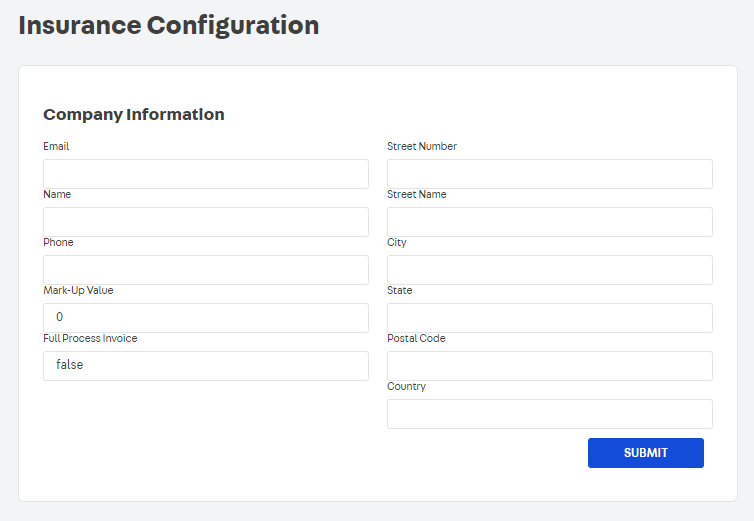 Insurance Configuration
Company Information
Email
Street Number
Name
Street Name
Phone
City
Mark-Up Value
State
0
Full Process Invoice
Postal Code
false
Country
SUBMIT